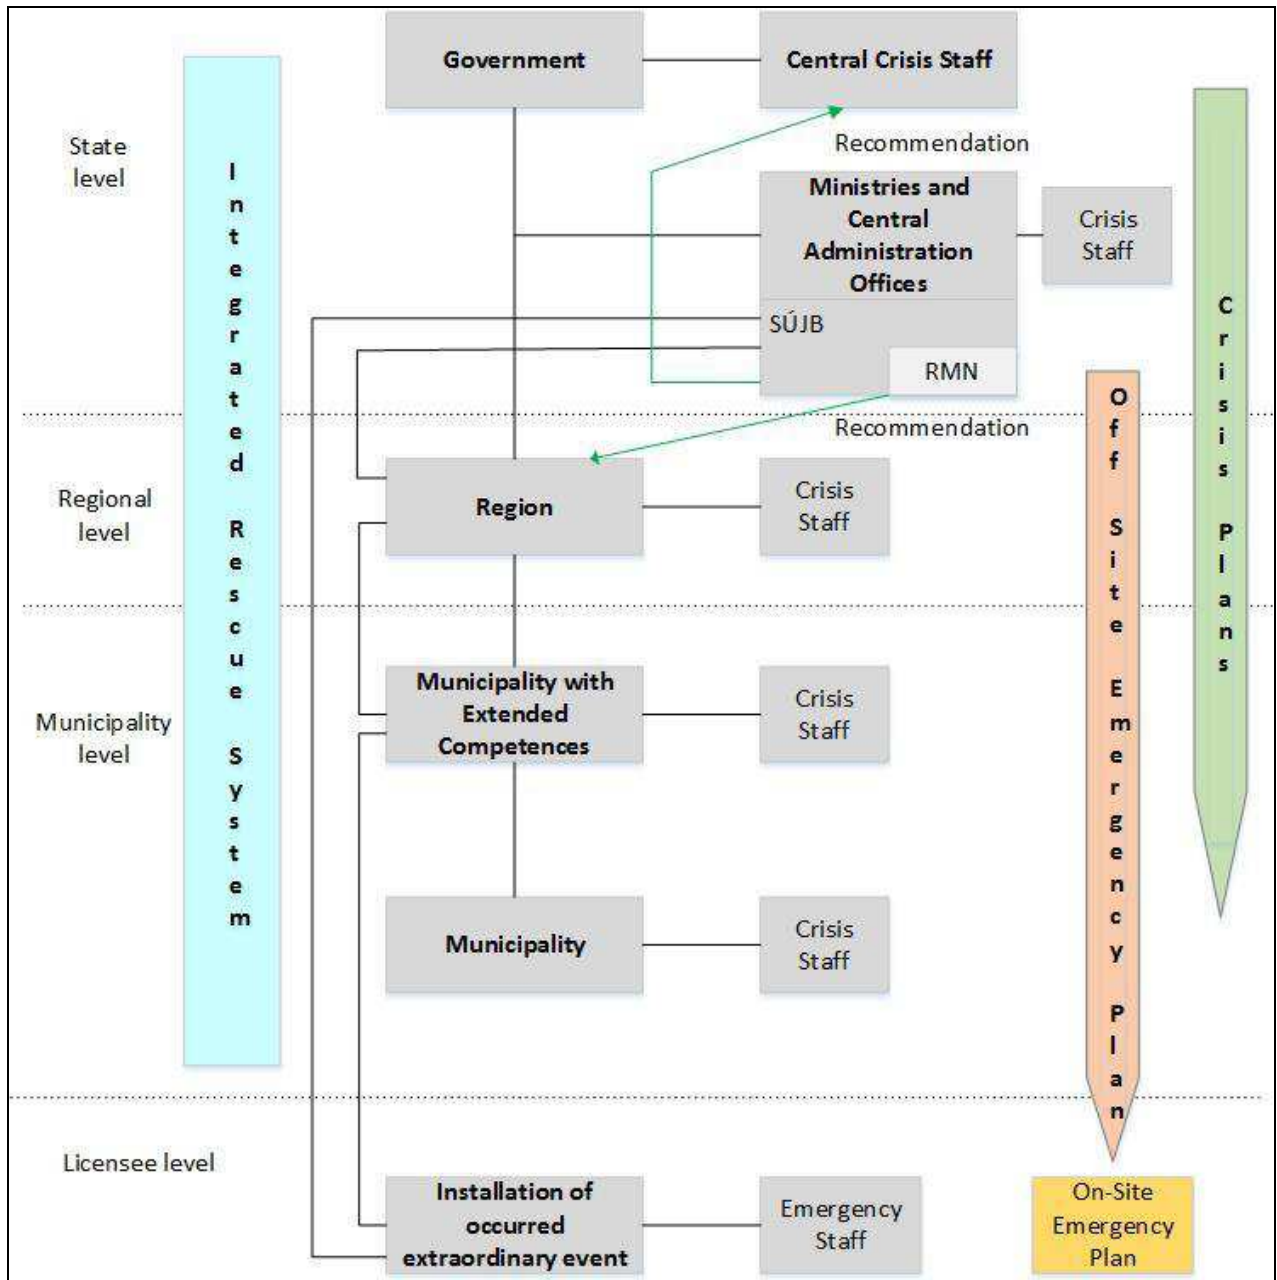 Government
Central Crisis Staff
State
level
Recommendation
Ministries and
Central
Administration
Offices
Crisis
Staff
SÚJB
RMN
Recommendation
Regional
level
Region
Crisis
Staff
Municipality
level
Municipality with
Extended
Competences
Crisis
Staff
Municipality
Crisis
Staff
Licensee level
Installation of
occurred
extraordinary event
Emergency
Staff
On-Site
Emergency
Plan
Integrated Rescue System
Off Site Emergency Plan
Crisis Plans